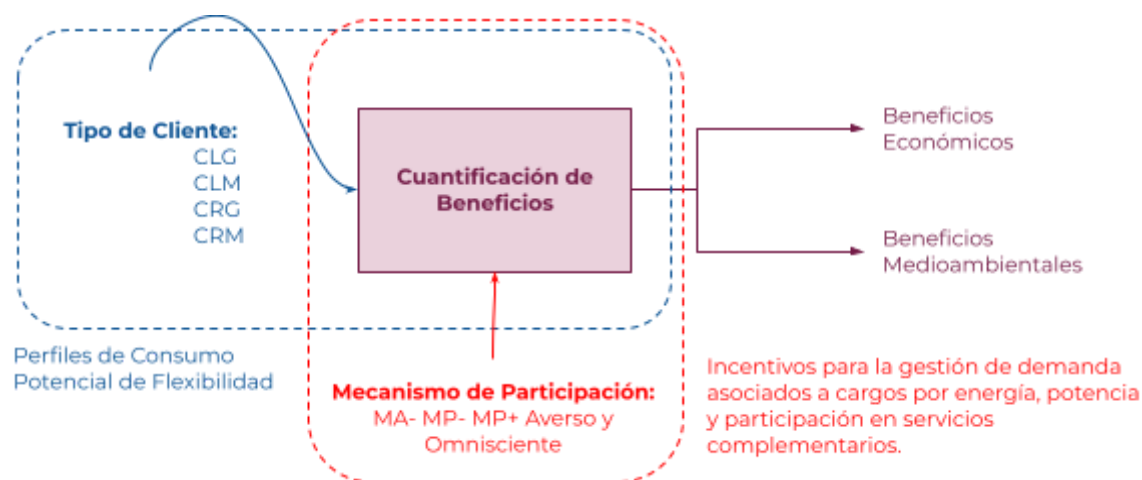 Tipo de Cliente:
CLG
CLM
CRG
CRM
Cuantificación de
Beneficios
Beneficios
Económicos
Beneficios
Medioambientales
Perfiles de Consumo
Potencial de Flexibilidad
Mecanismo de Participación:
MA- MP- MP+ Averso y
Omnisciente
Incentivos para la gestión de demanda
asociados a cargos por energía, potencia
y participación en servicios
complementarios.